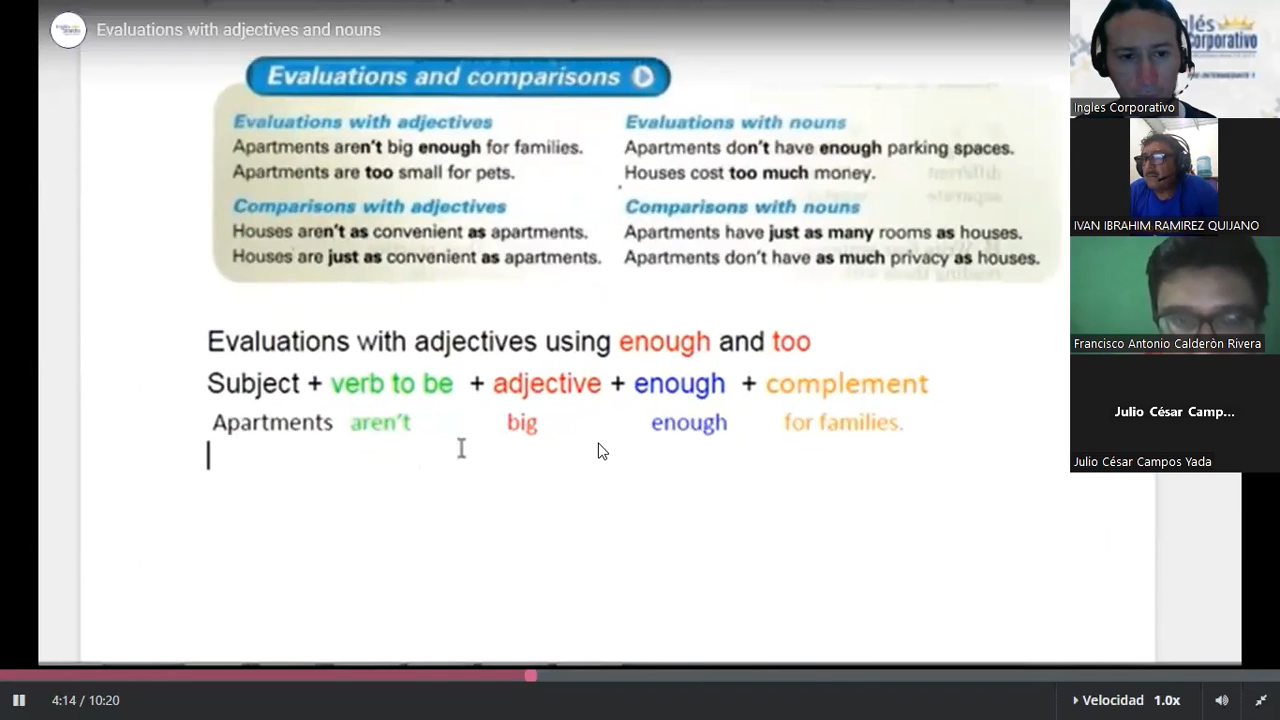 Evaluations with adjectives and nouns
Evaluations and comparisons
Evaluations with adjectives
Apartments aren't big enough for families.
Apartments are too small for pets.
Comparisons with adjectives
Houses aren't as convenient as apartments.
Houses are just as convenient as apartments.
Evaluations with nouns
Apartments don't have enough parking spaces.
Houses cost too much money.
Comparisons with nouns
Apartments have just as many rooms as houses.
Apartments don't have as much privacy as houses.
Evaluations with adjectives using enough and too
Subject + verb to be + adjective + enough + complement
Apartments aren't big enough for families.
glés
Corporativo
Ingles Corporativo
IVAN IBRAHIM RAMIREZ QUIJANO
Francisco Antonio Calderòn Rivera
Julio César Camp...
Julio César Campos Yada
4:14 / 10:20
Velocidad 1.0x